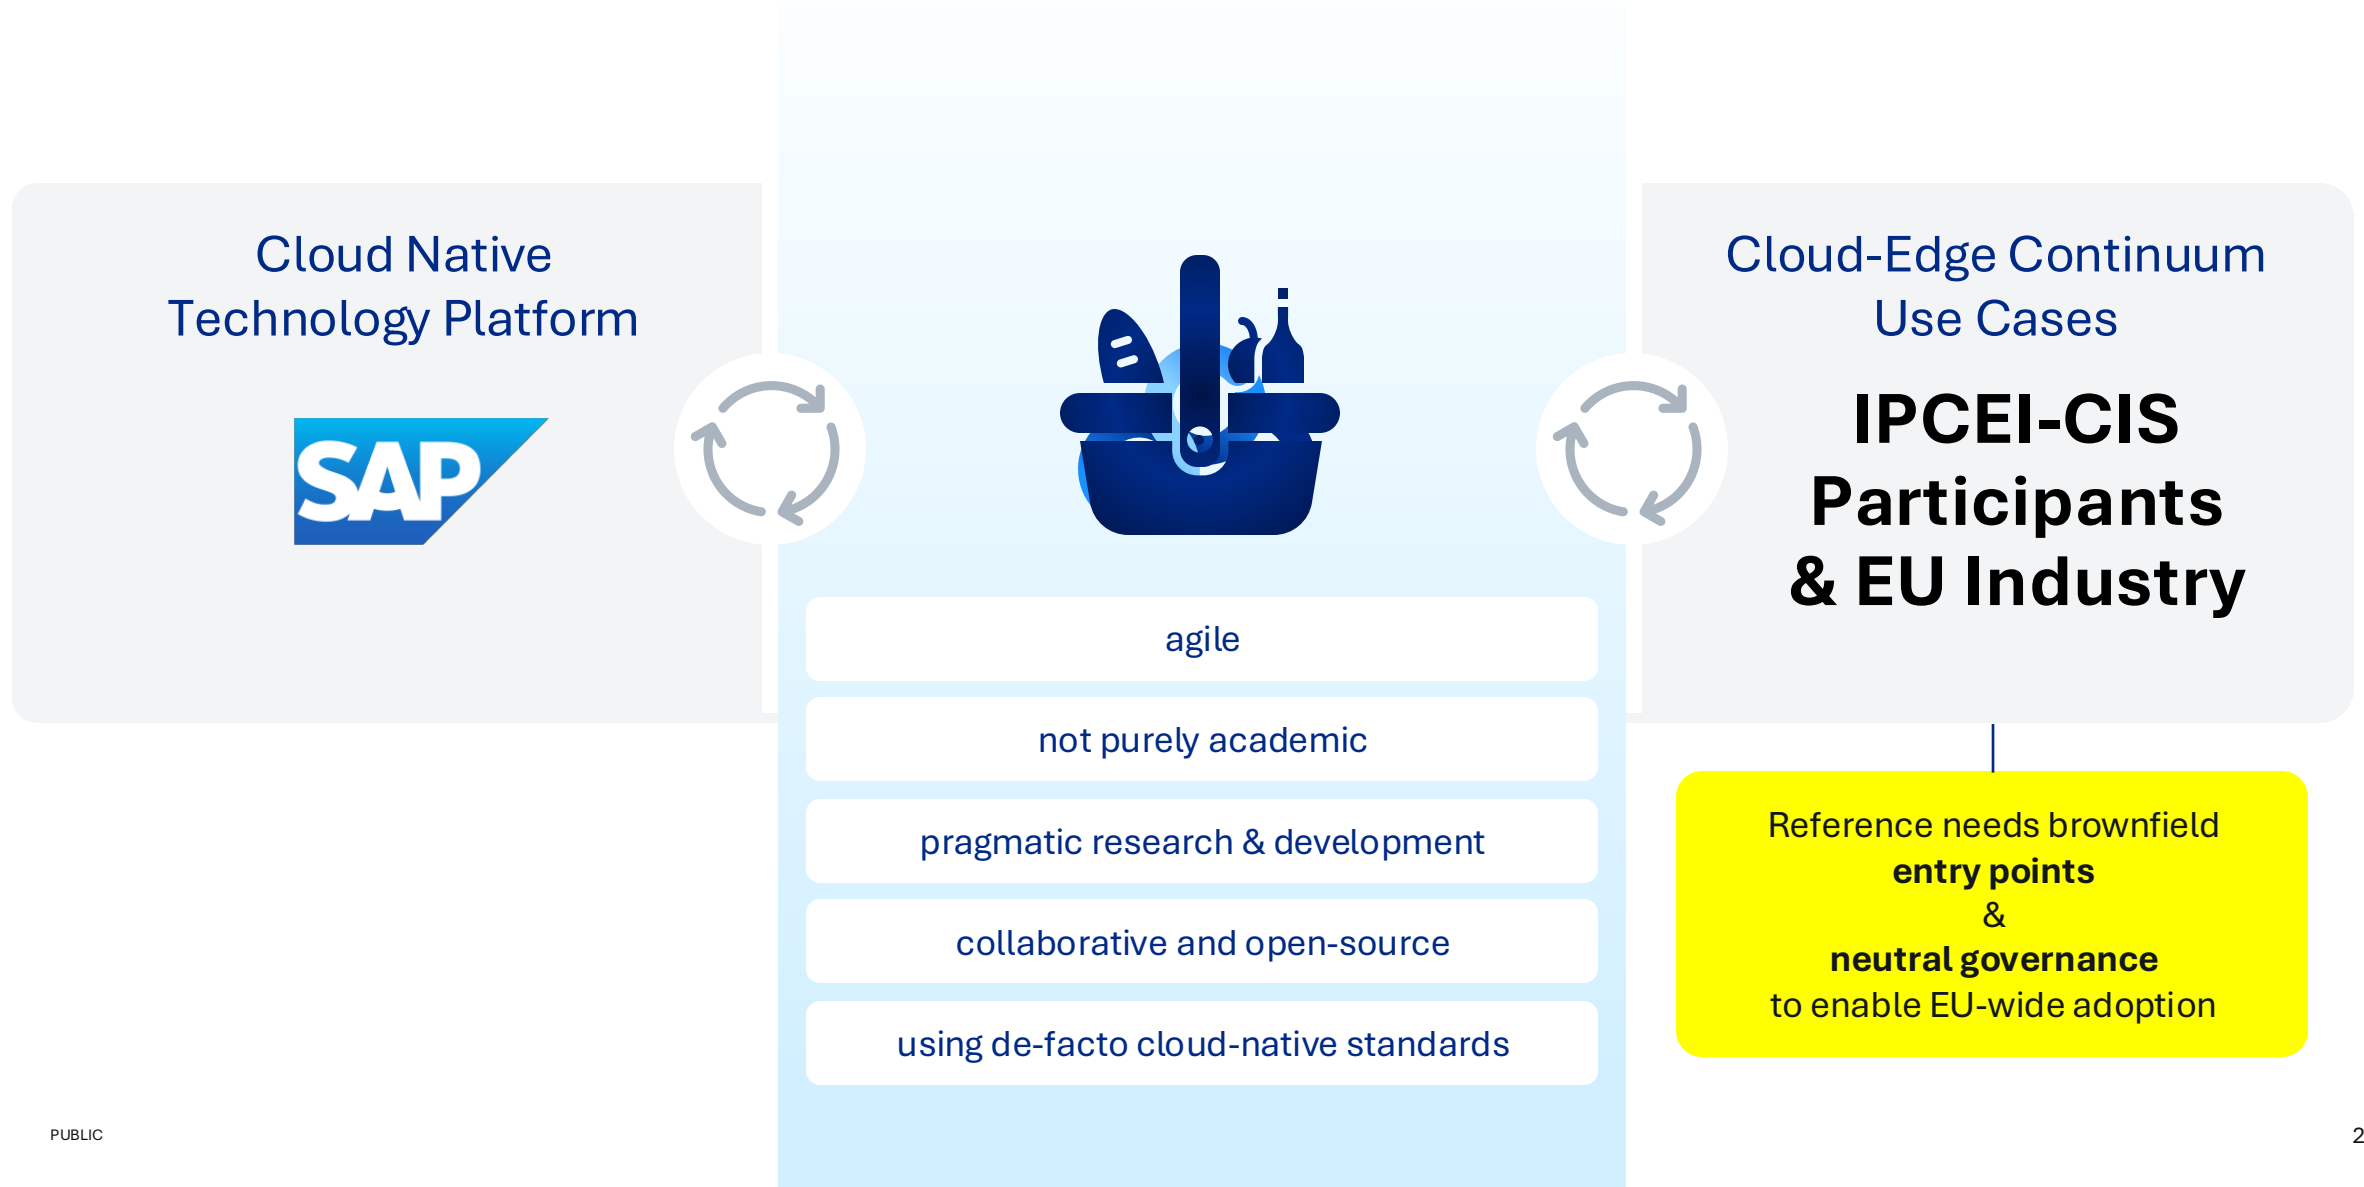 Cloud Native
Technology Platform
SAP
agile
not purely academic
pragmatic research & development
collaborative and open-source
using de-facto cloud-native standards
Cloud-Edge Continuum
Use Cases
IPCEI-CIS
Participants
& EU Industry
Reference needs brownfield
entry points
&
neutral governance
to enable EU-wide adoption
PUBLIC
2